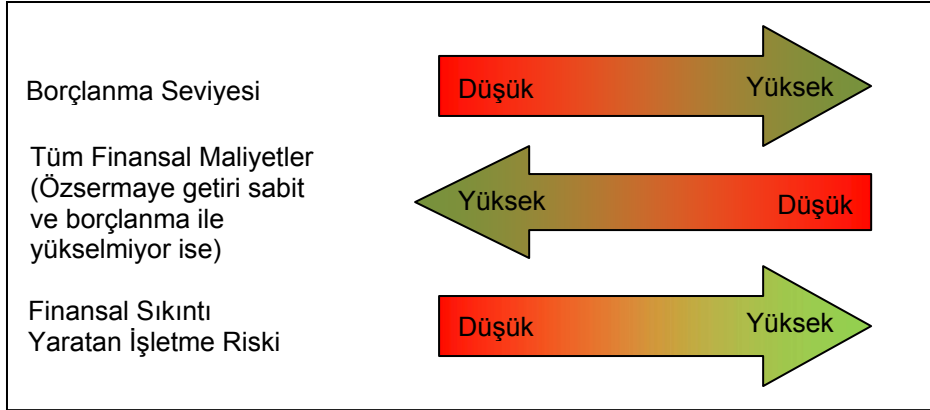 Borçlanma Seviyesi
Düşük
Yüksek
Tüm Finansal Maliyetler
(Özsermaye getiri sabit
ve borçlanma ile
yükselmiyor ise)
Yüksek
Düşük
Finansal Sıkıntı
Yaratan İşletme Riski
Düşük
Yüksek